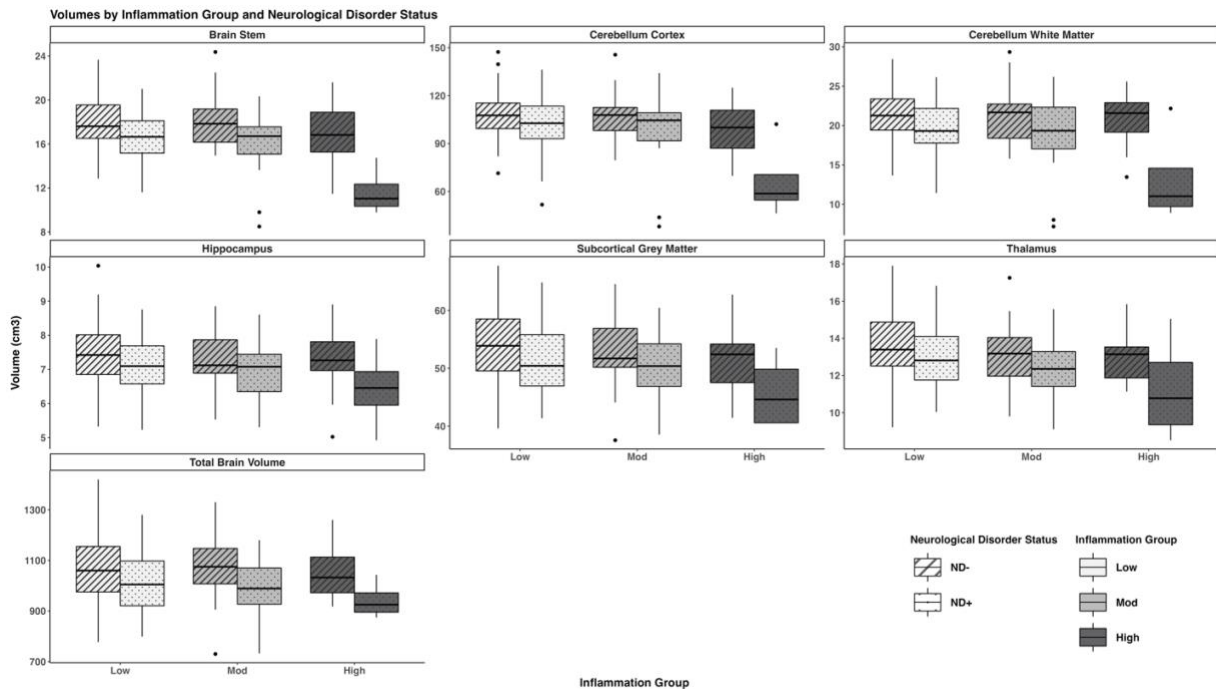 Volumes by Inflammation Group and Neurological Disorder Status
Brain Stem
Cerebellum Cortex
Cerebellum White Matter
24
20
16
12
8
150
120
90
60
30
25
20
15
10
Hippocampus
Subcortical Grey Matter
Thalamus
Volume (cm3)
10
9
8
7
6
5
60
50
40
18
16
14
12
10
Low
Mod
High
Low
Mod
High
Total Brain Volume
1300
1100
900
700
Low
Mod
High
Inflammation Group
Neurological Disorder Status
ND-
ND+
Inflammation Group
Low
Mod
High